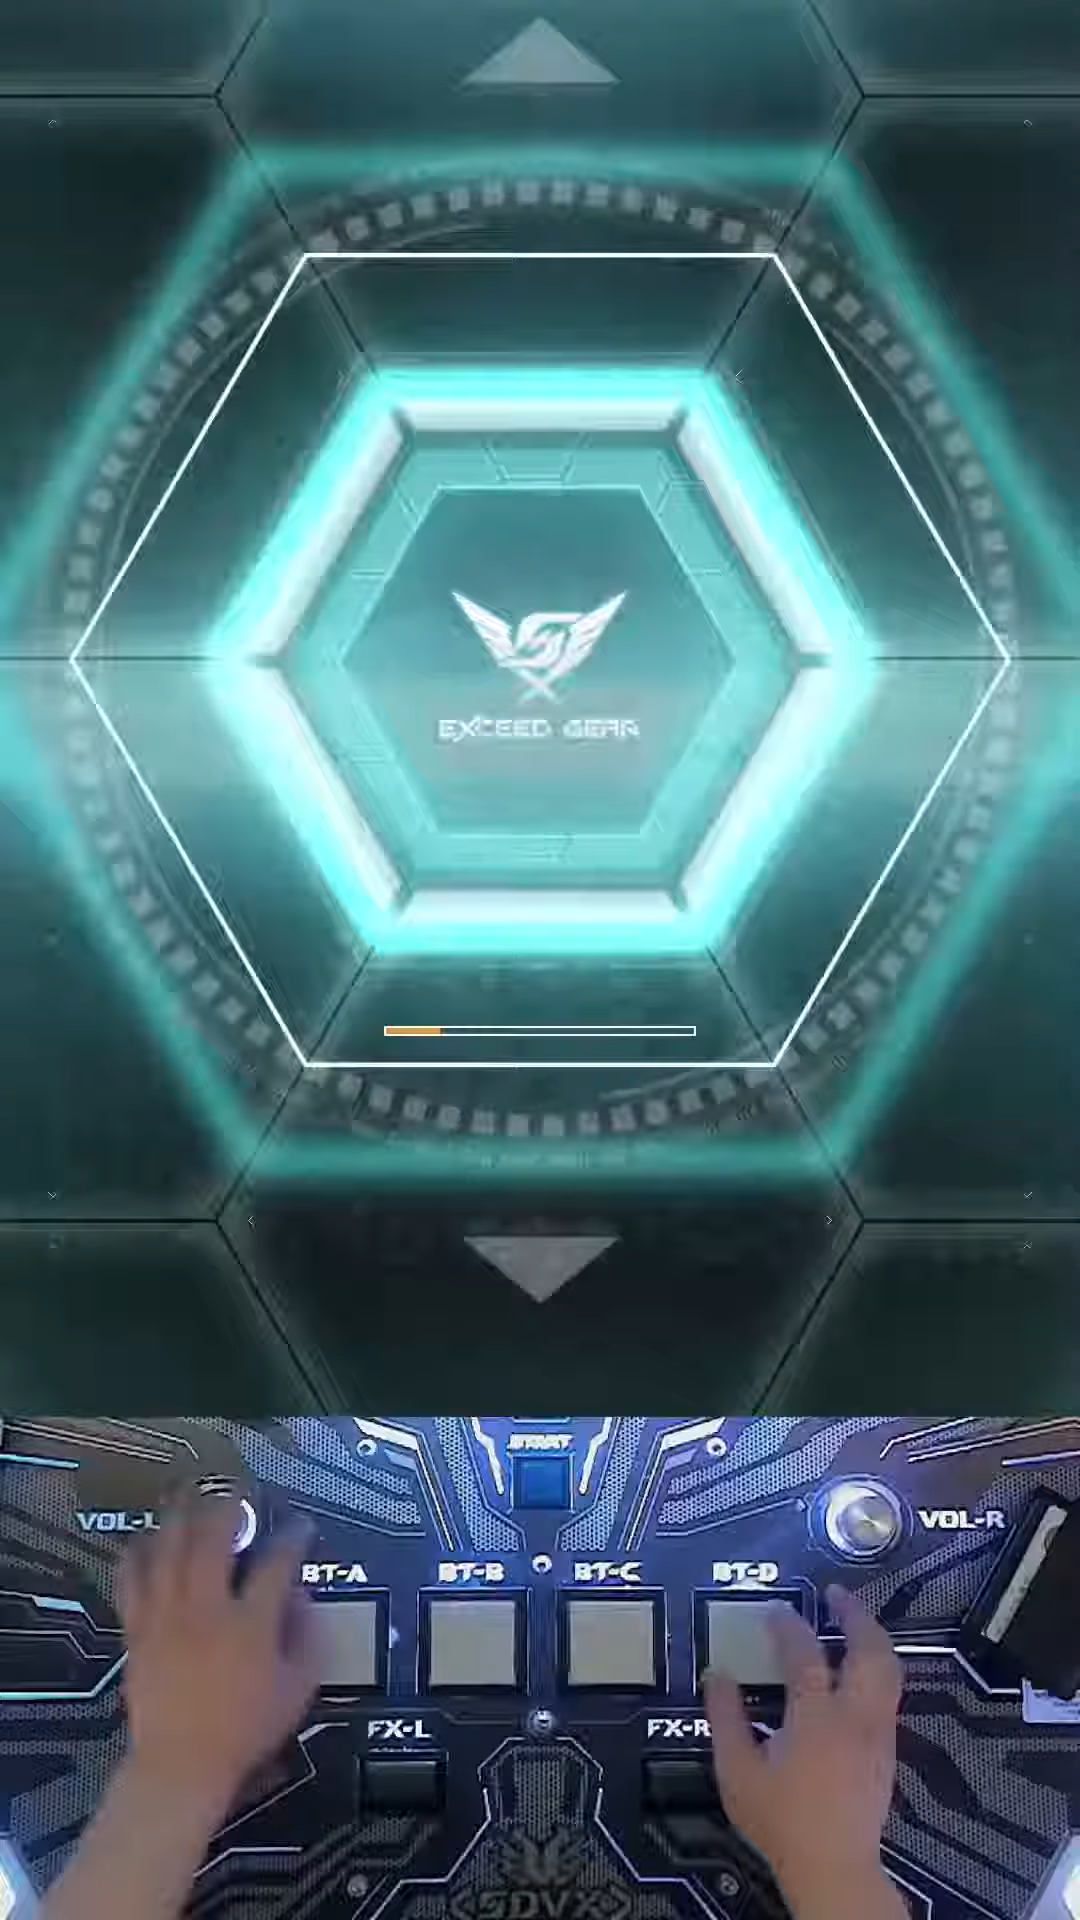 EXCEED GEAR
START
VOL-L
VOL-R
BT-A
BT-B
BT-C
BT-D
FX-L
FX-R
SDVX